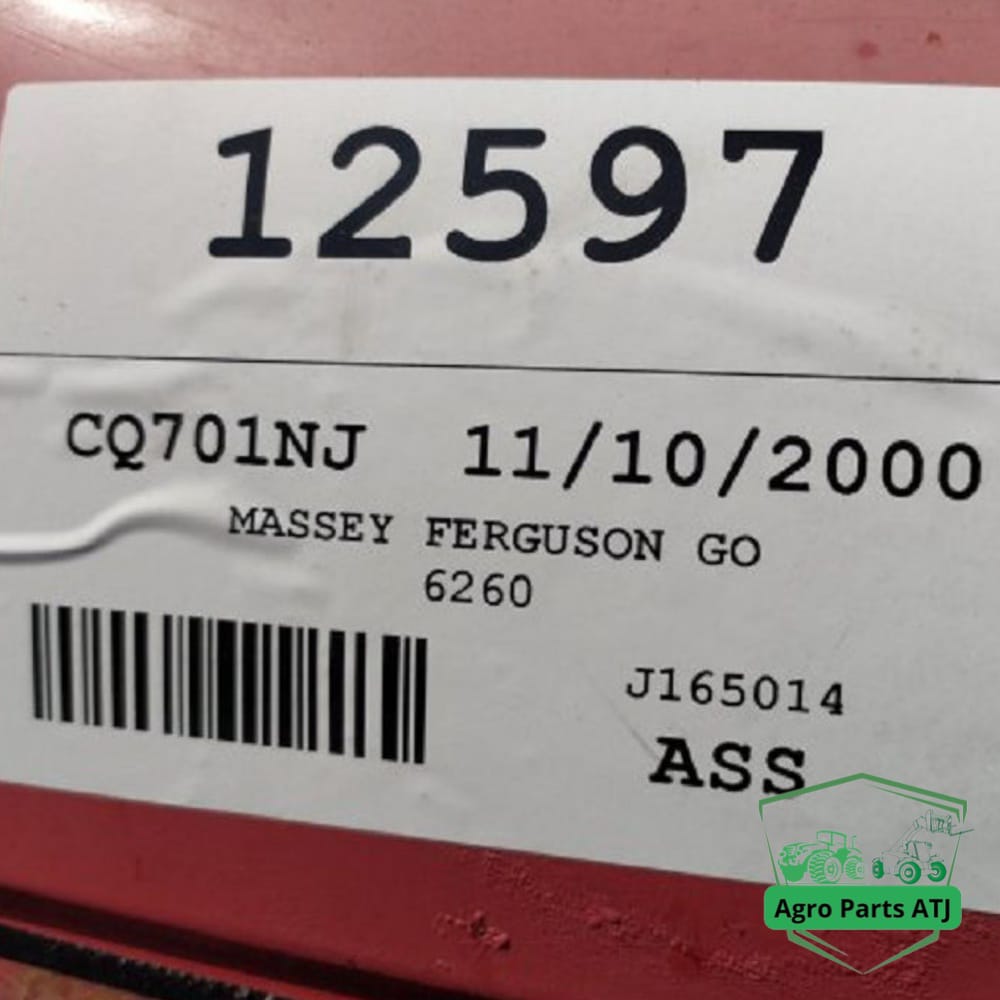 12597
CQ701NJ 11/10/2000
MASSEY FERGUSON GO
6260
J165014
ASS
Agro Parts ATJ